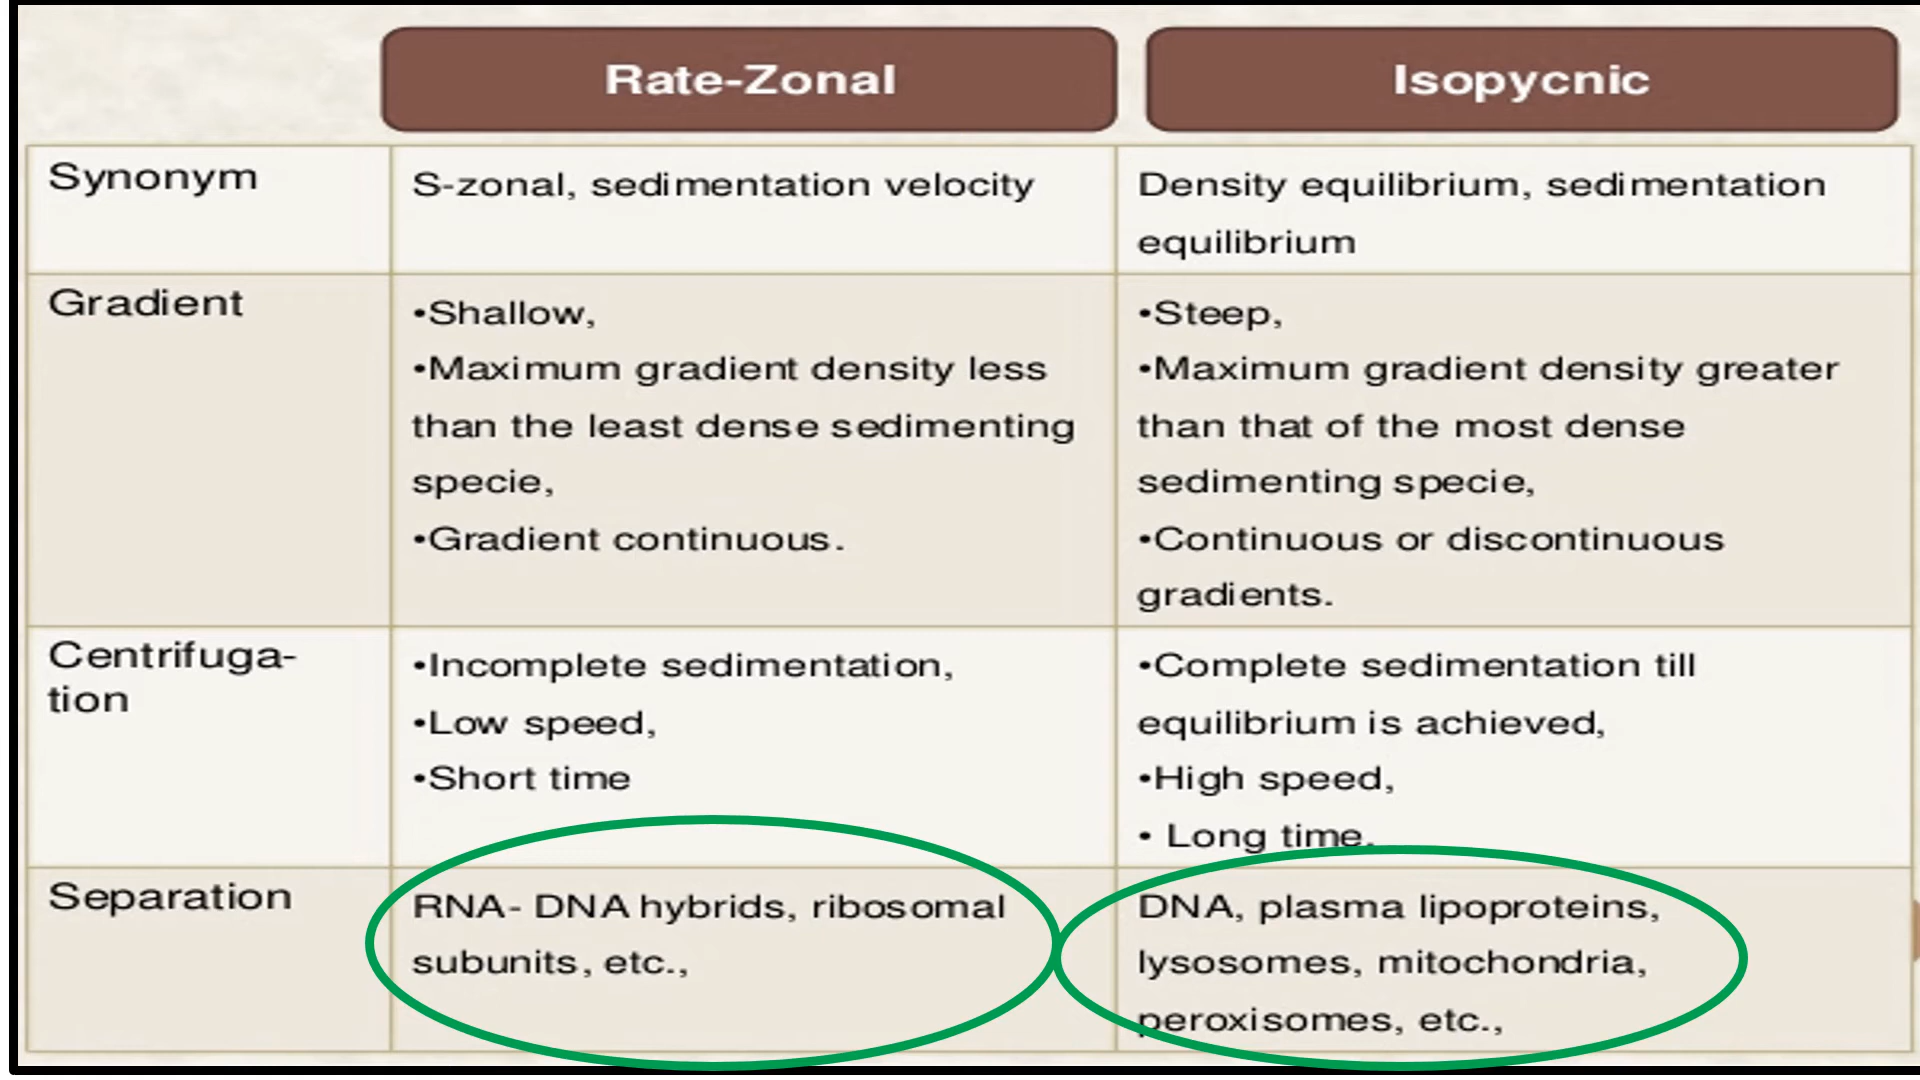 Rate-Zonal
Isopycnic
Synonym
S-zonal, sedimentation velocity
Density equilibrium, sedimentation
equilibrium
Gradient
•Shallow,
•Maximum gradient density less
than the least dense sedimenting
specie,
•Gradient continuous.
•Steep,
•Maximum gradient density greater
than that of the most dense
sedimenting specie,
•Continuous or discontinuous
gradients.
Centrifuga-
tion
•Incomplete sedimentation,
•Low speed,
•Short time
•Complete sedimentation till
equilibrium is achieved,
•High speed,
• Long time.
Separation
RNA- DNA hybrids, ribosomal
subunits, etc.,
DNA, plasma lipoproteins,
lysosomes, mitochondria,
peroxisomes, etc.,